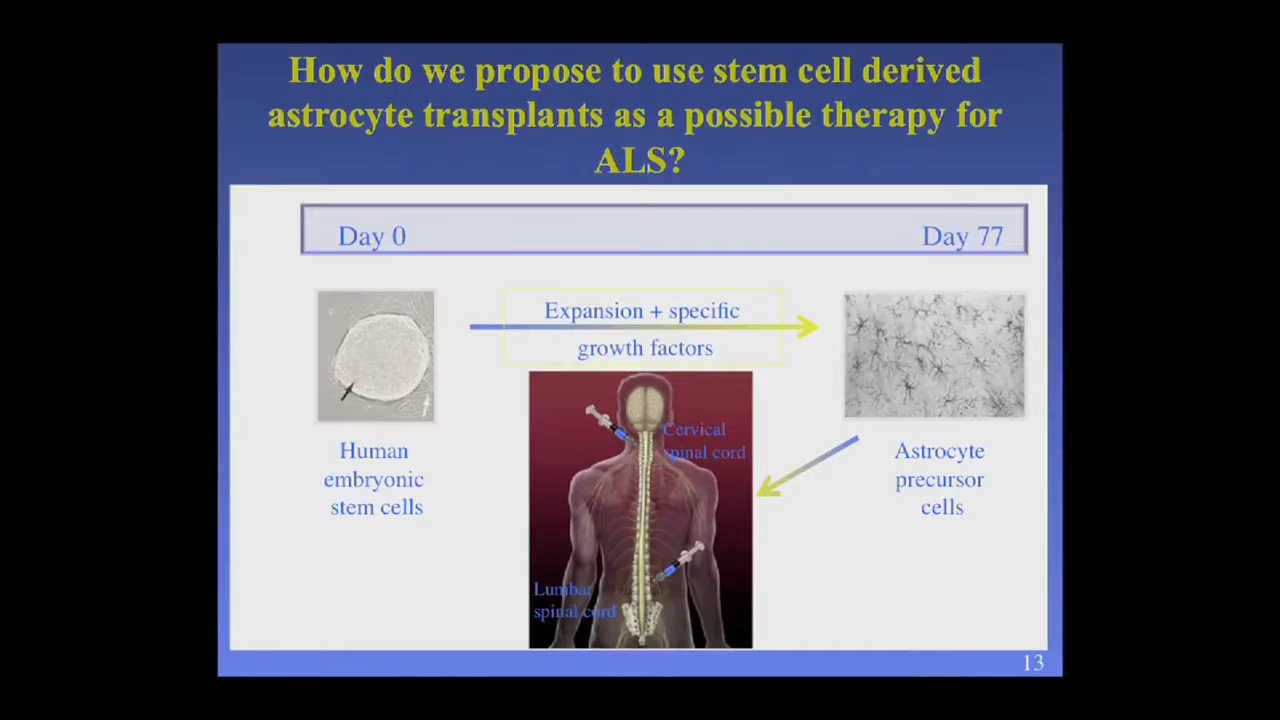 How do we propose to use stem cell derived
astrocyte transplants as a possible therapy for
ALS?
Day 0
Day 77
Expansion + specific
growth factors
Cervical
spinal cord
Human
embryonic
stem cells
Astrocyte
precursor
cells
Lumbar
spinal cord
13